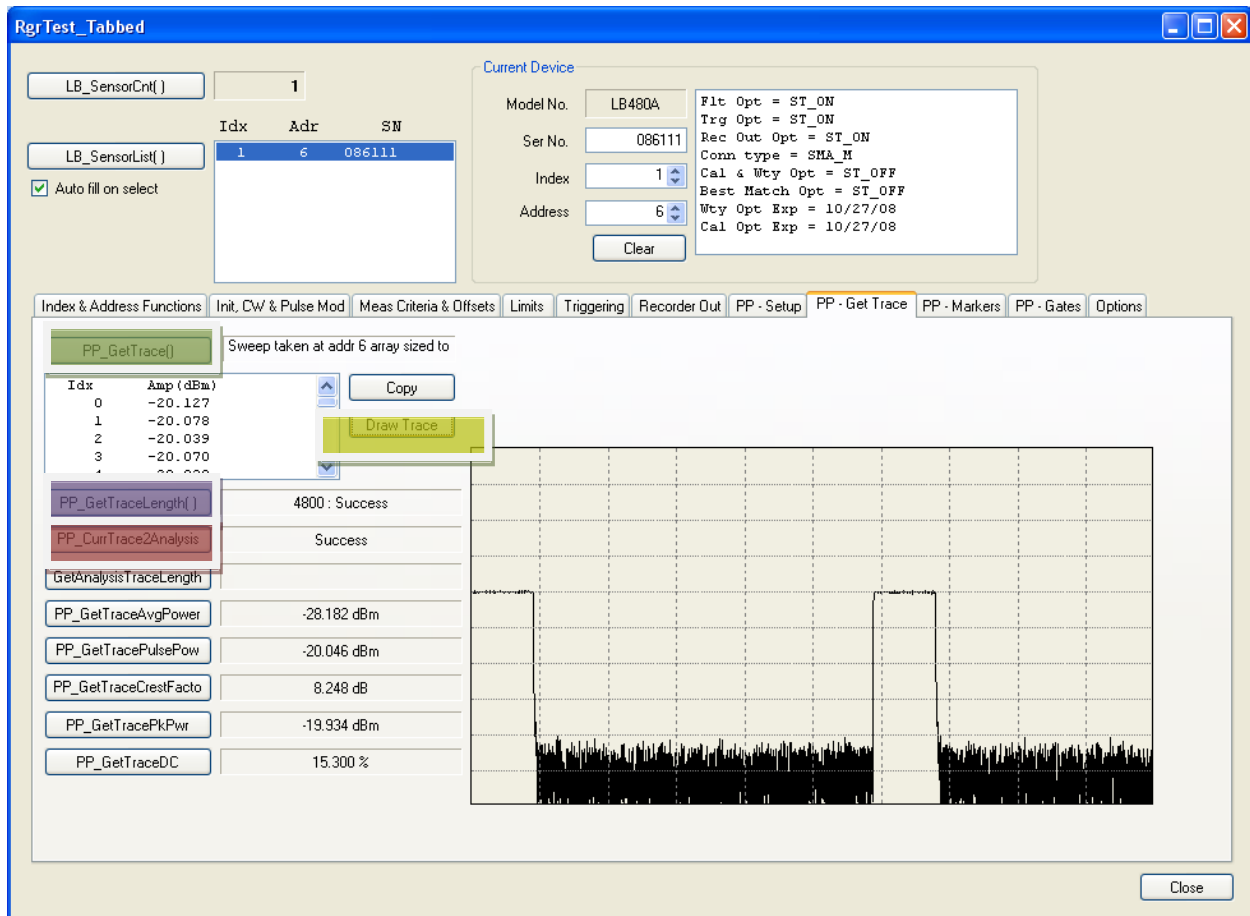 RgrTest_Tabbed
LB_SensorCnt( )
1
Idx Adr SN
LB_SensorList( )
1 6 086111
Auto fill on select
Current Device
Model No. LB480A
Ser No. 086111
Index 1
Address 6
Clear
Flt Opt = ST_ON
Trg Opt = ST_ON
Rec Out Opt = ST_ON
Conn type = SMA_M
Cal & Wty Opt = ST_OFF
Best Match Opt = ST_OFF
Wty Opt Exp = 10/27/08
Cal Opt Exp = 10/27/08
Index & Address Functions Init, CW & Pulse Mod Meas Criteria & Offsets Limits Triggering Recorder Out PP - Setup PP - Get Trace PP - Markers PP - Gates Options
PP_GetTrace() Sweep taken at addr 6 array sized to
Idx Amp(dBm)
0 -20.127
1 -20.078
2 -20.039
3 -20.070
Copy
Draw Trace
PP_GetTraceLength( ) 4800 : Success
PP_CurrTrace2Analysis Success
GetAnalysisTraceLength
PP_GetTraceAvgPower -28.182 dBm
PP_GetTracePulsePow -20.046 dBm
PP_GetTraceCrestFacto 8.248 dB
PP_GetTracePkPwr -19.934 dBm
PP_GetTraceDC 15.300 %
Close